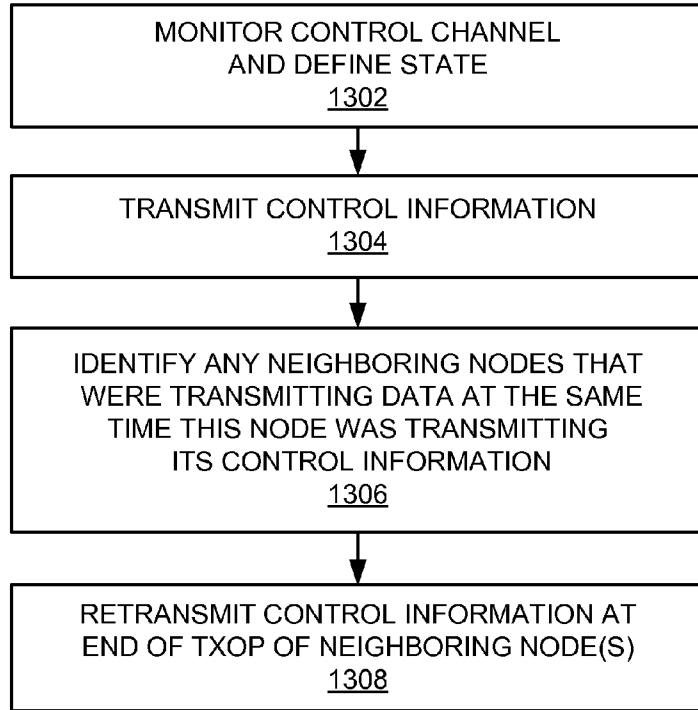 MONITOR CONTROL CHANNEL
AND DEFINE STATE
1302
TRANSMIT CONTROL INFORMATION
1304
IDENTIFY ANY NEIGHBORING NODES THAT
WERE TRANSMITTING DATA AT THE SAME
TIME THIS NODE WAS TRANSMITTING
ITS CONTROL INFORMATION
1306
RETRANSMIT CONTROL INFORMATION AT
END OF TXOP OF NEIGHBORING NODE(S)
1308